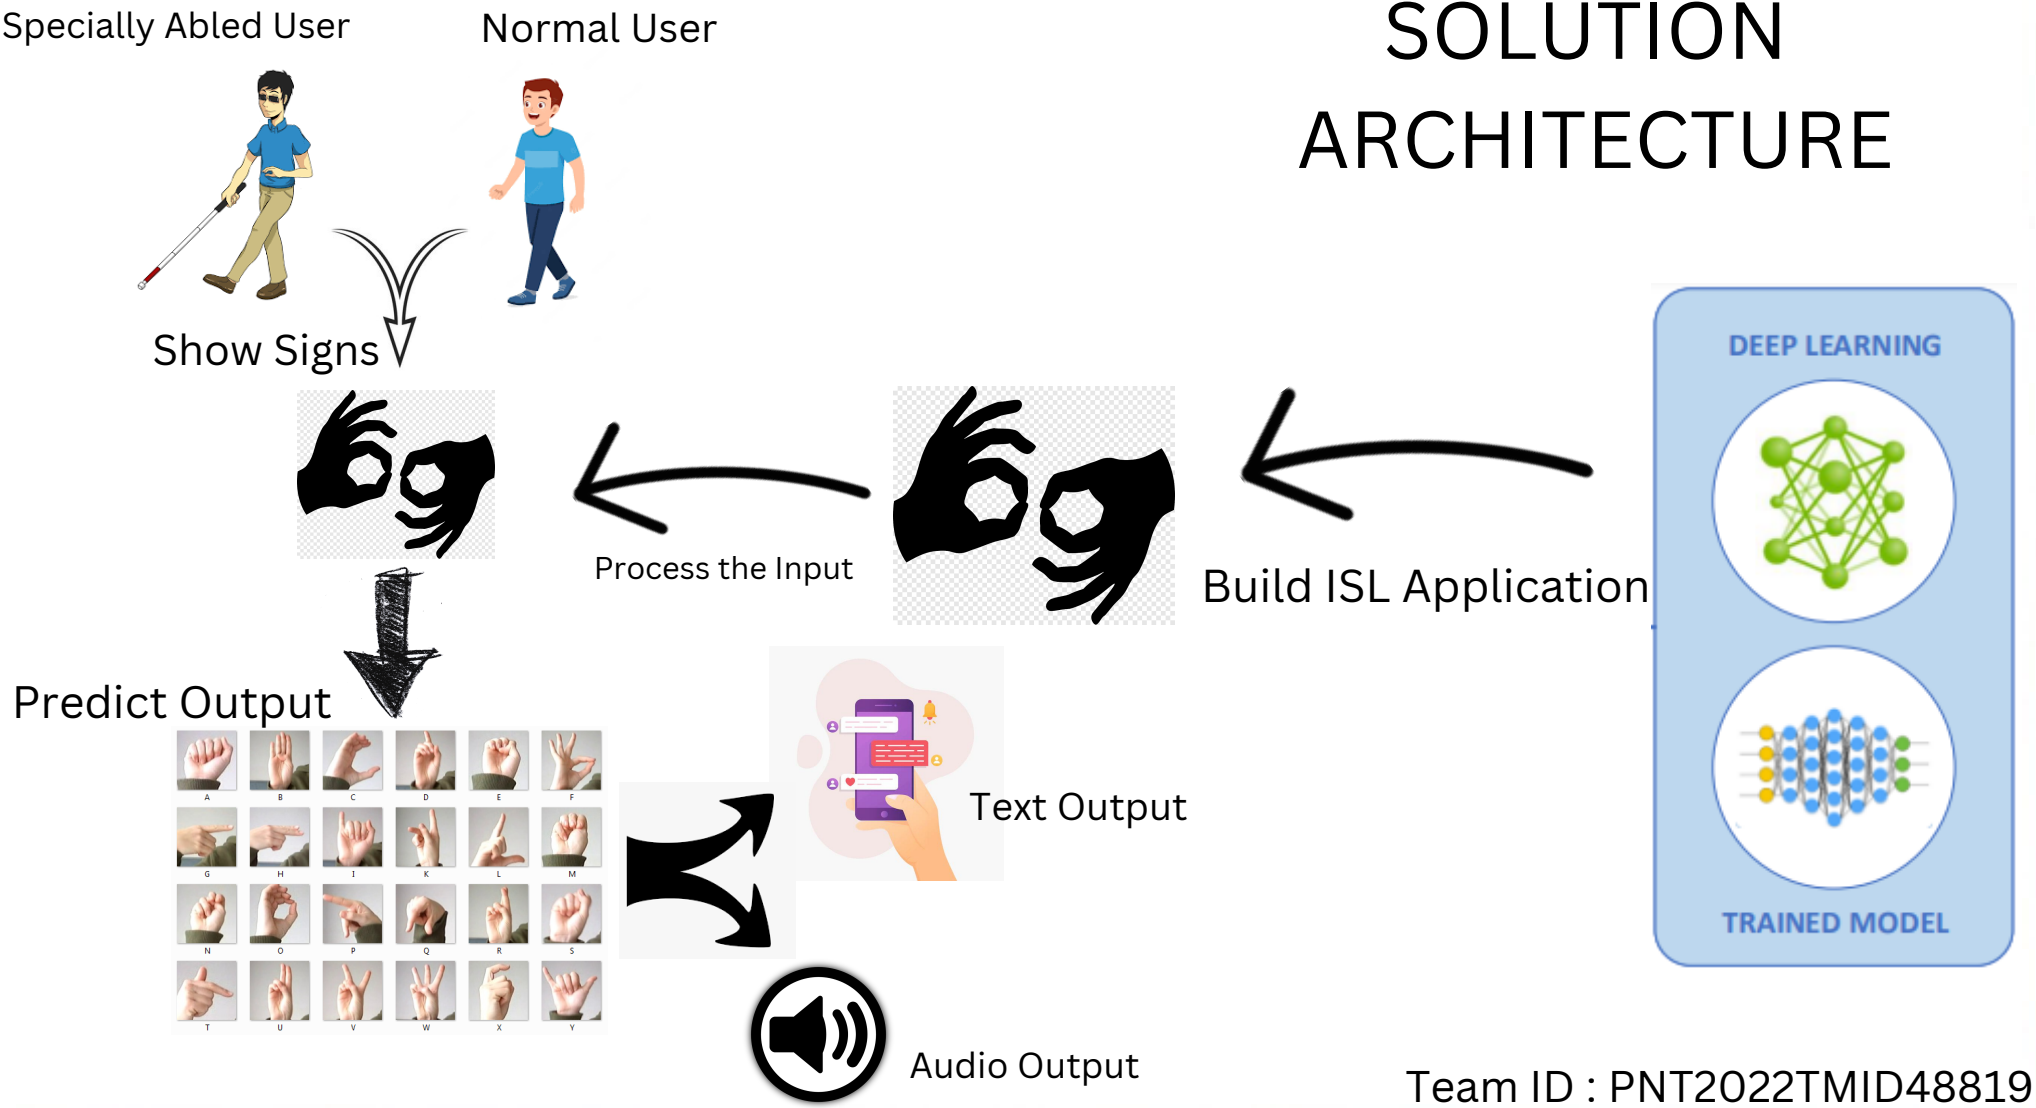 Specially Abled User
Normal User
SOLUTION
ARCHITECTURE
Show Signs
DEEP LEARNING
Process the Input
Build ISL Application
Predict Output
A B C D E F
G H I K L M
N O P Q R S
T U V W X Y
Text Output
TRAINED MODEL
Audio Output
Team ID : PNT2022TMID48819